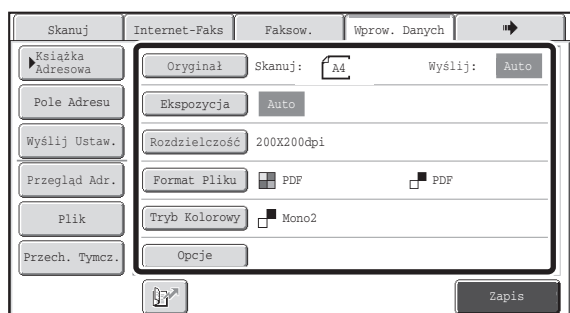 Skanuj Internet-Faks Faksow. Wprow. Danych
Książka
Adresowa
Oryginał Skanuj: A4 Wyślij: Auto
Pole Adresu Ekspozycja Auto
Wyślij Ustaw. Rozdzielczość 200X200dpi
Przegląd Adr. Format Pliku PDF PDF
Plik Tryb Kolorowy Mono2
Przech. Tymcz. Opcje
Zapis